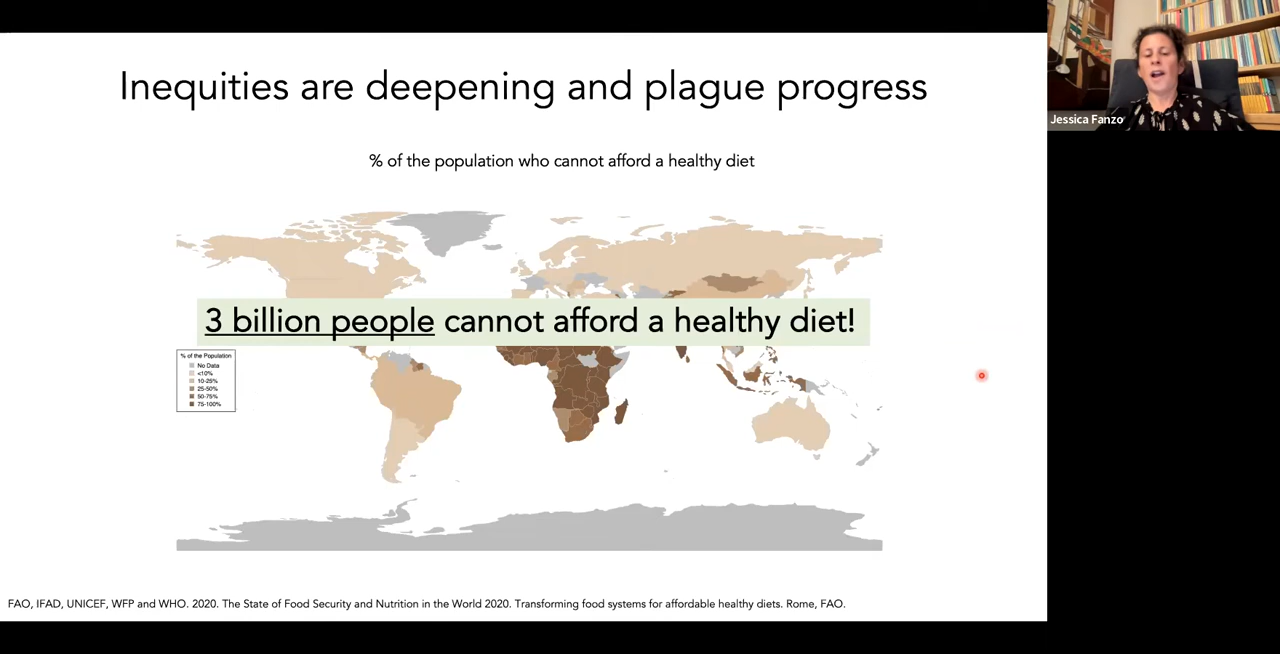 Inequities are deepening and plague progress
Jessica Fanzo
% of the population who cannot afford a healthy diet
3 billion people cannot afford a healthy diet!
% of the Population
No Data
<10%
10-25%
25-50%
50-75%
75-100%
FAO, IFAD, UNICEF, WFP and WHO. 2020. The State of Food Security and Nutrition in the World 2020. Transforming food systems for affordable healthy diets. Rome, FAO.